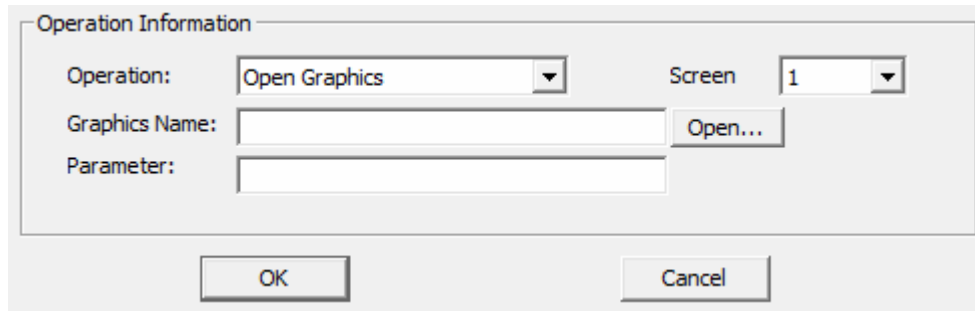 Operation Information
Operation: Open Graphics Screen 1
Graphics Name: Open...
Parameter:
OK Cancel